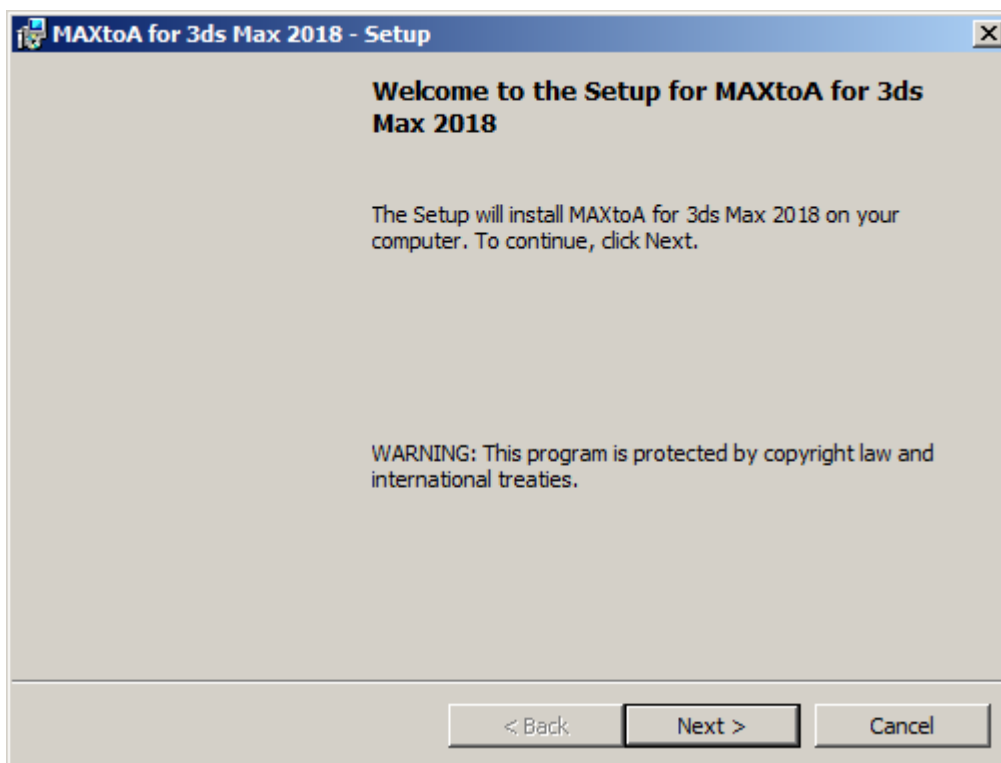 MAXtoA for 3ds Max 2018 - Setup
Welcome to the Setup for MAXtoA for 3ds
Max 2018
The Setup will install MAXtoA for 3ds Max 2018 on your
computer. To continue, click Next.
WARNING: This program is protected by copyright law and
international treaties.
< Back
Next >
Cancel